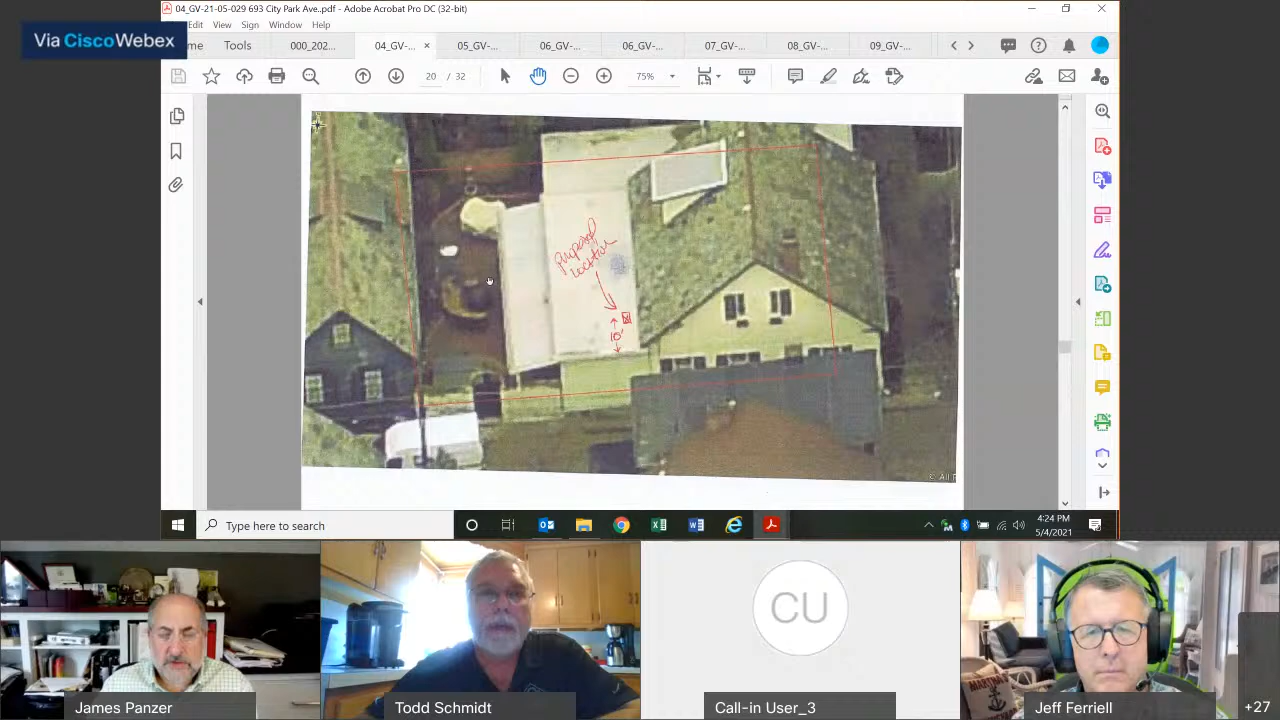 04_GV-21-05-029 693 City Park Ave..pdf - Adobe Acrobat Pro DC (32-bit)
Via CiscoWebex
Edit View Sign Window Help
me Tools 000_202... 04_GV-... × 05_GV-... 06_GV-... 06_GV-... 07_GV-... 08_GV-... 09_GV-...
20 / 32 75%
proposed
location
10'
© All
Type here to search
4:24 PM
5/4/2021
CU
James Panzer
Todd Schmidt
Call-in User_3
Jeff Ferriell
+27